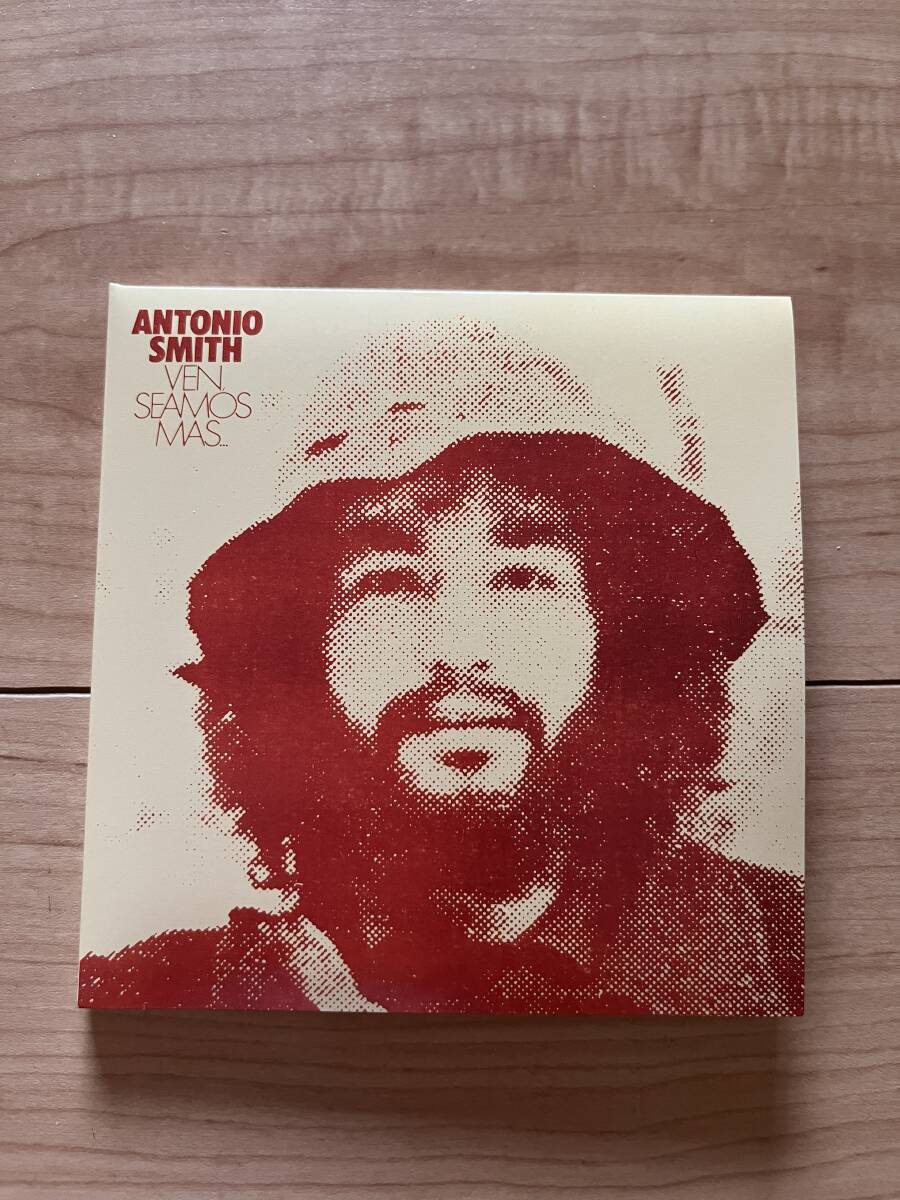 ANTONIO
SMITH
VEN,
SEAMOS
MAS...